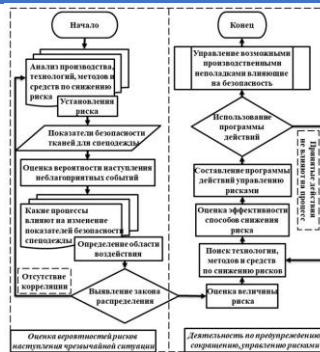 Начало
Анализ производства,
технологий, методов и
средств по снижению
риска
Установления
риска
Показатели безопасности
тканей для спецодежды
Оценка вероятности наступления
неблагоприятных событий
Какие процессы
влияют на изменение
показателей безопасности
спецодежды
Определение области
воздействия
Отсутствие
корреляции
Выявление закона
распределения
Оценка вероятностей рисков
наступления чрезвычайной ситуации
Конец
Управление возможными
производственными
неполадками влияющие
на безопасность
Использование
программы
действий
Принятые действия
не влияют на процесс
Составление программы
действий управлению
рисками
Оценка эффективности
способов снижения
риска
Поиск технологии,
методов и средств
по снижению рисков
Оценка величины
риска
Деятельность по предупреждению,
сокращению, управлению рисками